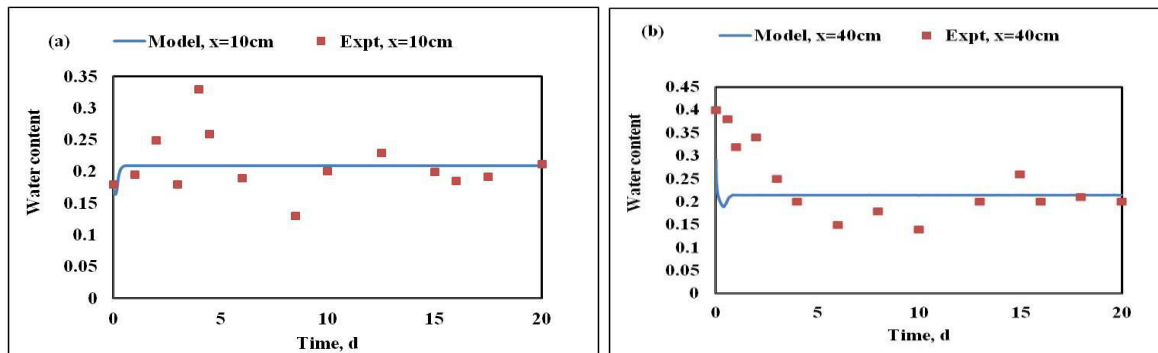 (a)
Model, x=10cm
Expt, x=10cm
Water content
0.35
0.3
0.25
0.2
0.15
0.1
0.05
0
0 5 10 15 20
Time, d
(b)
Model, x=40cm
Expt, x=40cm
Water content
0.45
0.4
0.35
0.3
0.25
0.2
0.15
0.1
0.05
0
0 5 10 15 20
Time, d